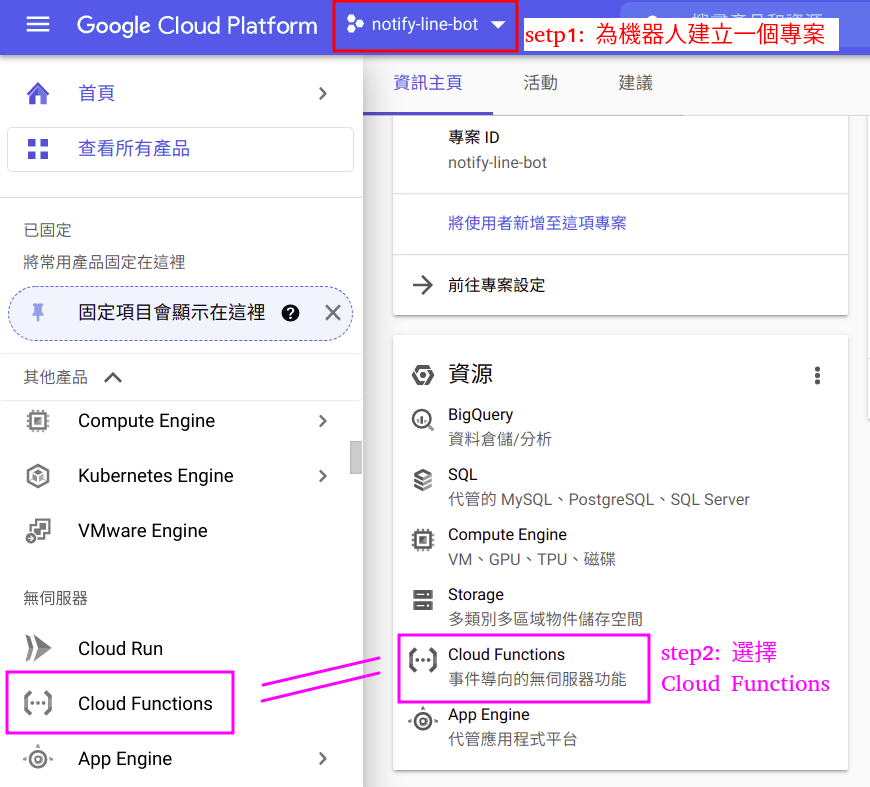 Google Cloud Platform
notify-line-bot
setp1: 為機器人建立一個專案
首頁
查看所有產品
已固定
將常用產品固定在這裡
固定項目會顯示在這裡
其他產品
Compute Engine
Kubernetes Engine
VMware Engine
無伺服器
Cloud Run
Cloud Functions
App Engine
資訊主頁
活動
建議
專案 ID
notify-line-bot
將使用者新增至這項專案
前往專案設定
資源
BigQuery
資料倉儲/分析
SQL
代管的 MySQL、PostgreSQL、SQL Server
Compute Engine
VM、GPU、TPU、磁碟
Storage
多類別多區域物件儲存空間
Cloud Functions
事件導向的無伺服器功能
App Engine
代管應用程式平台
step2: 選擇
Cloud Functions